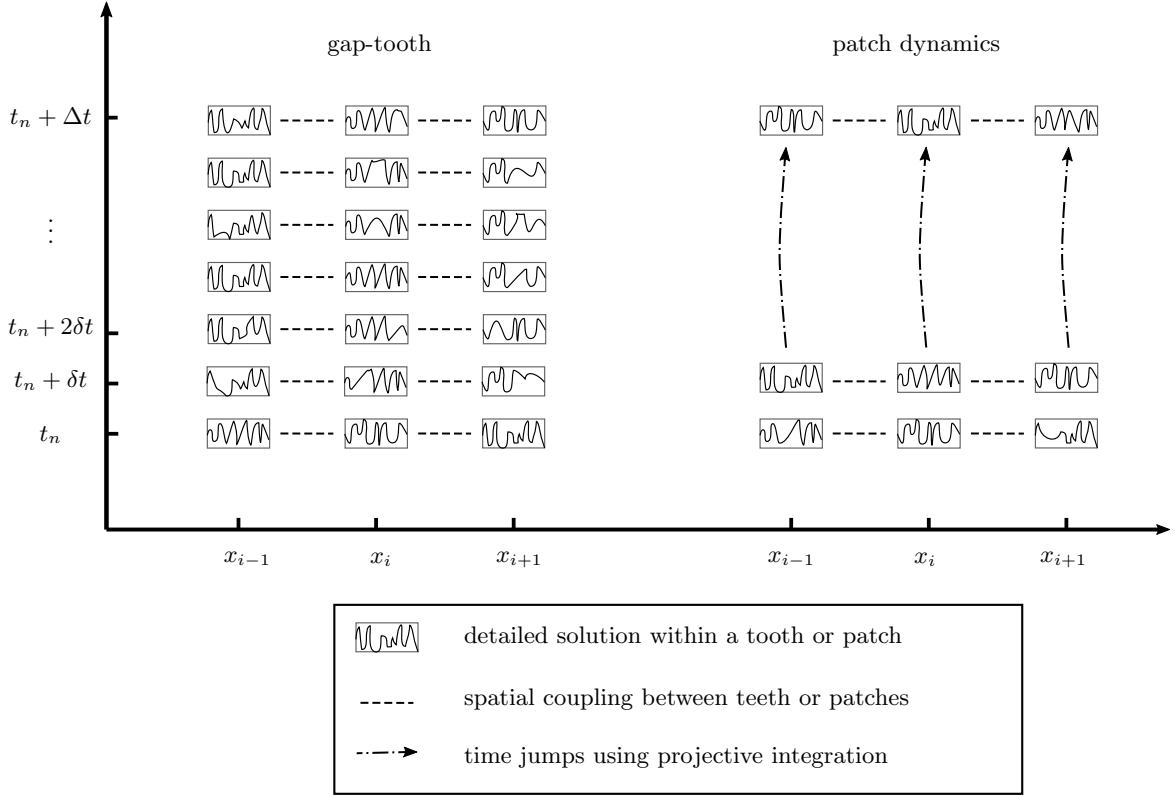 gap-tooth
patch dynamics
t_n + Δt
⋮
t_n + 2δt
t_n + δt
t_n
x_{i−1}
x_i
x_{i+1}
x_{i−1}
x_i
x_{i+1}
detailed solution within a tooth or patch
spatial coupling between teeth or patches
time jumps using projective integration